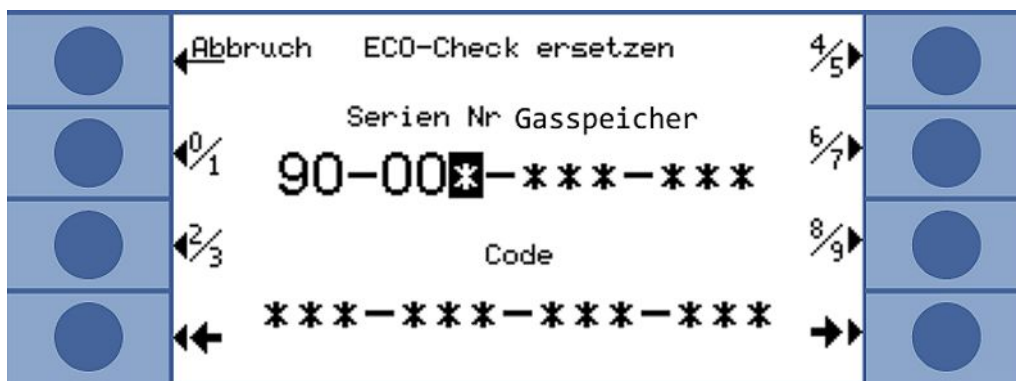 Abbruch ECO-Check ersetzen 4/5
Serien Nr Gasspeicher
0/1 6/7
90-00*-***-***
2/3 8/9
Code
***-***-***-***